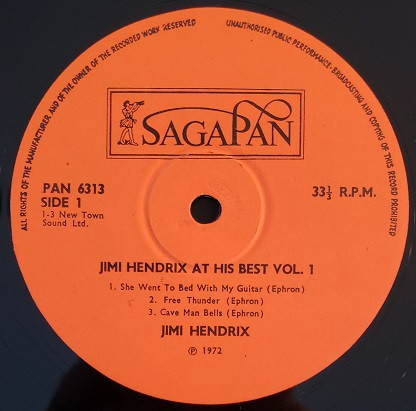 ALL RIGHTS OF THE MANUFACTURER AND OF THE OWNER OF THE RECORDED WORK RESERVED
UNAUTHORISED PUBLIC PERFORMANCE·BROADCASTING AND COPYING OF THIS RECORD PROHIBITED
SAGAPAN
PAN 6313
SIDE 1
1-3 New Town
Sound Ltd.
33⅓ R.P.M.
JIMI HENDRIX AT HIS BEST VOL. 1
1. She Went To Bed With My Guitar (Ephron)
2. Free Thunder (Ephron)
3. Cave Man Bells (Ephron)
JIMI HENDRIX
℗ 1972